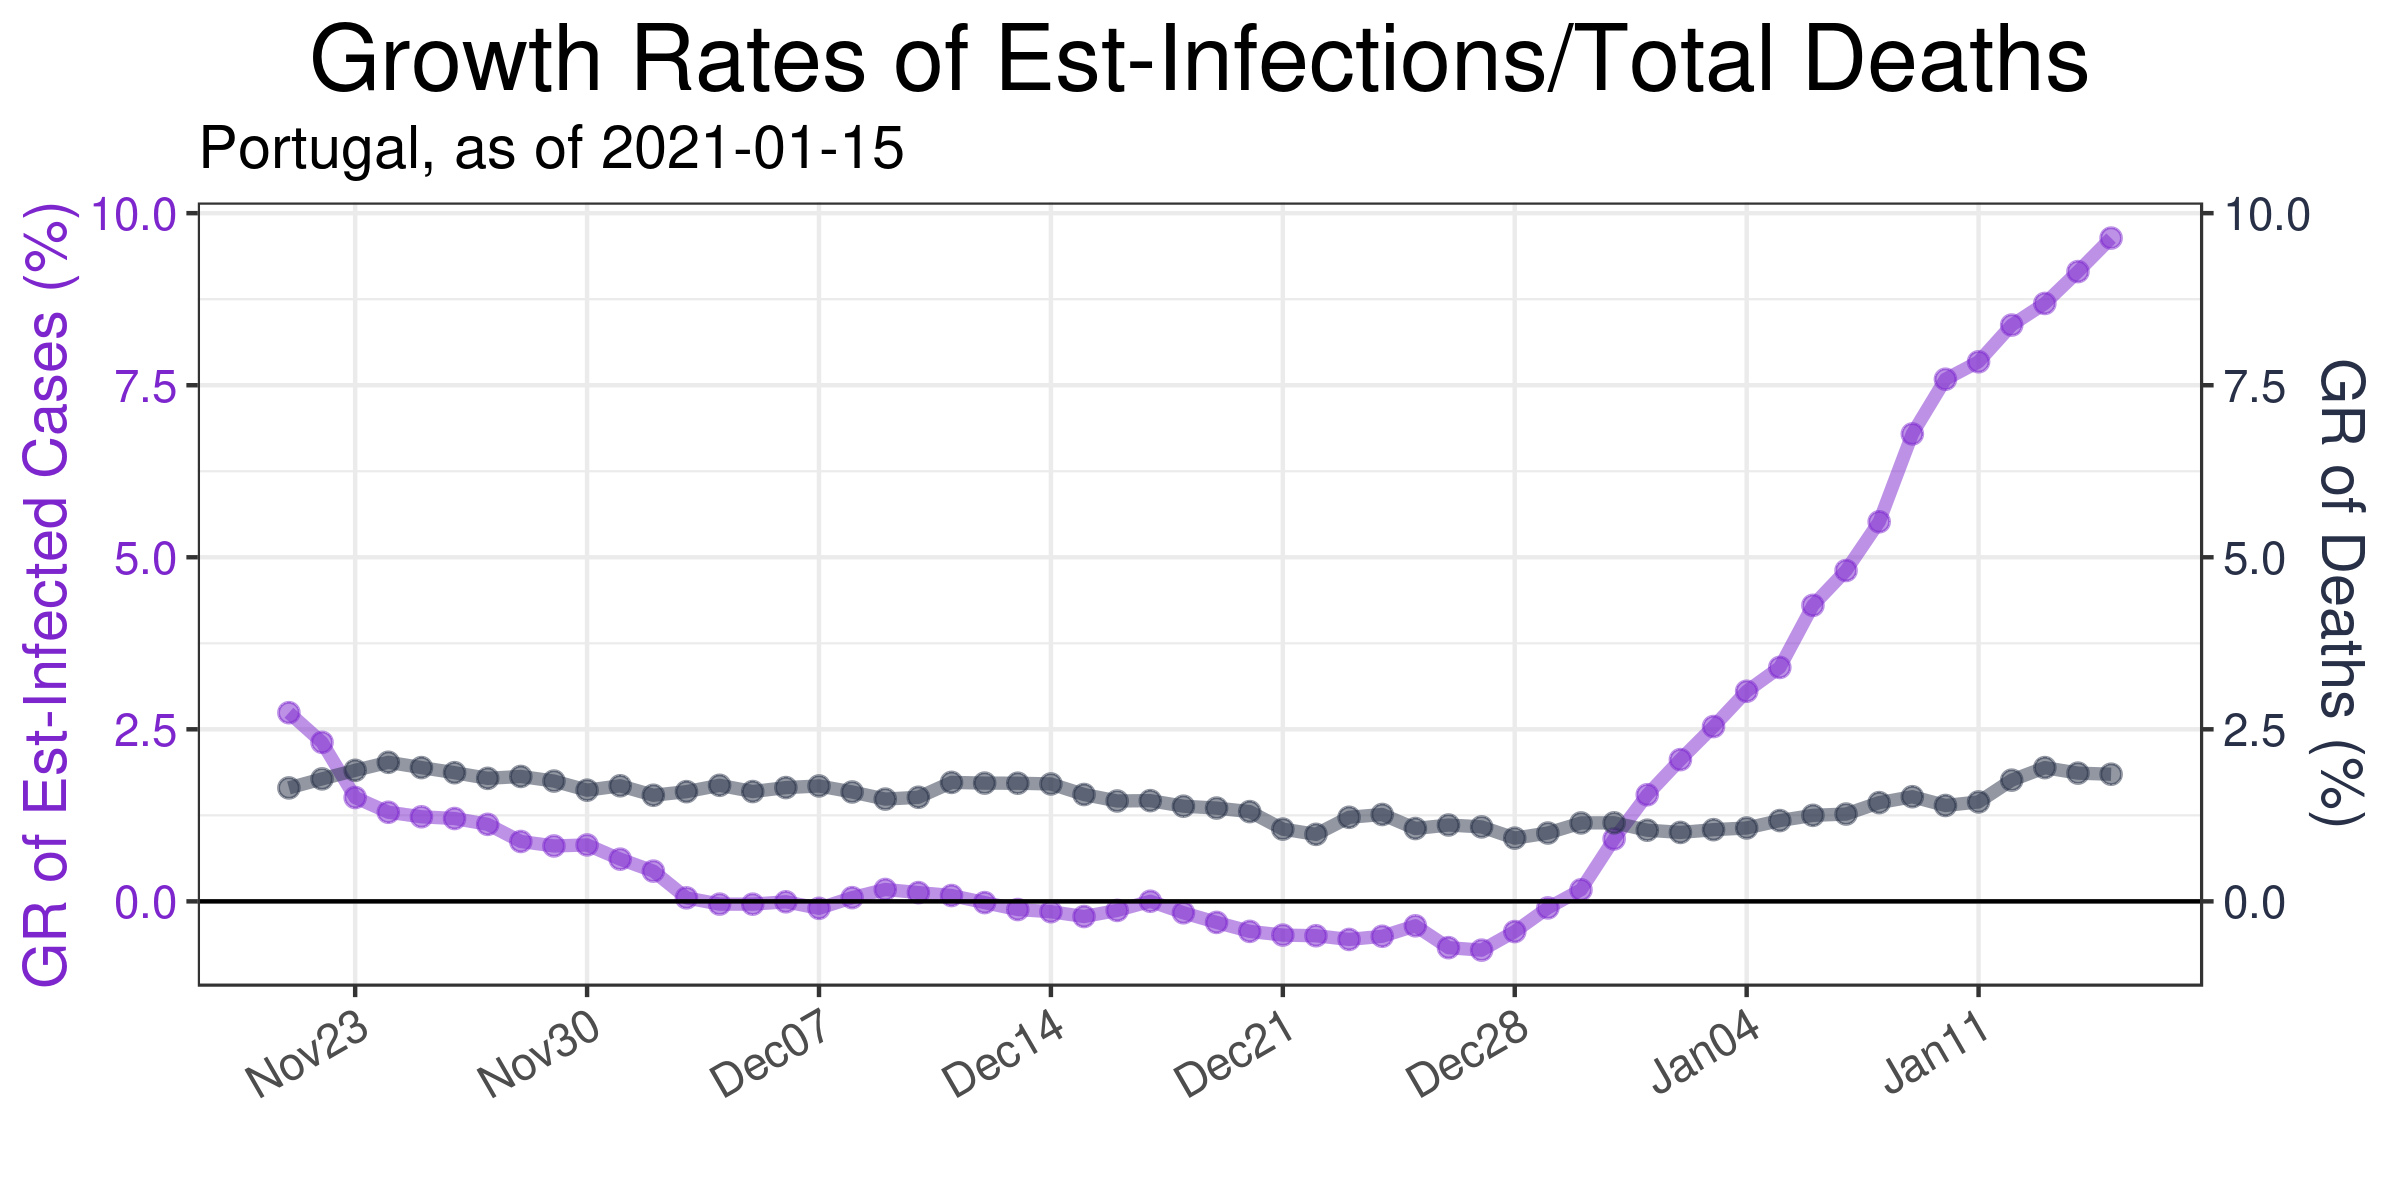 Growth Rates of Est-Infections/Total Deaths
Portugal, as of 2021-01-15
GR of Est-Infected Cases (%)
10.0
7.5
5.0
2.5
0.0
10.0
7.5
5.0
2.5
0.0
GR of Deaths (%)
Nov23
Nov30
Dec07
Dec14
Dec21
Dec28
Jan04
Jan11